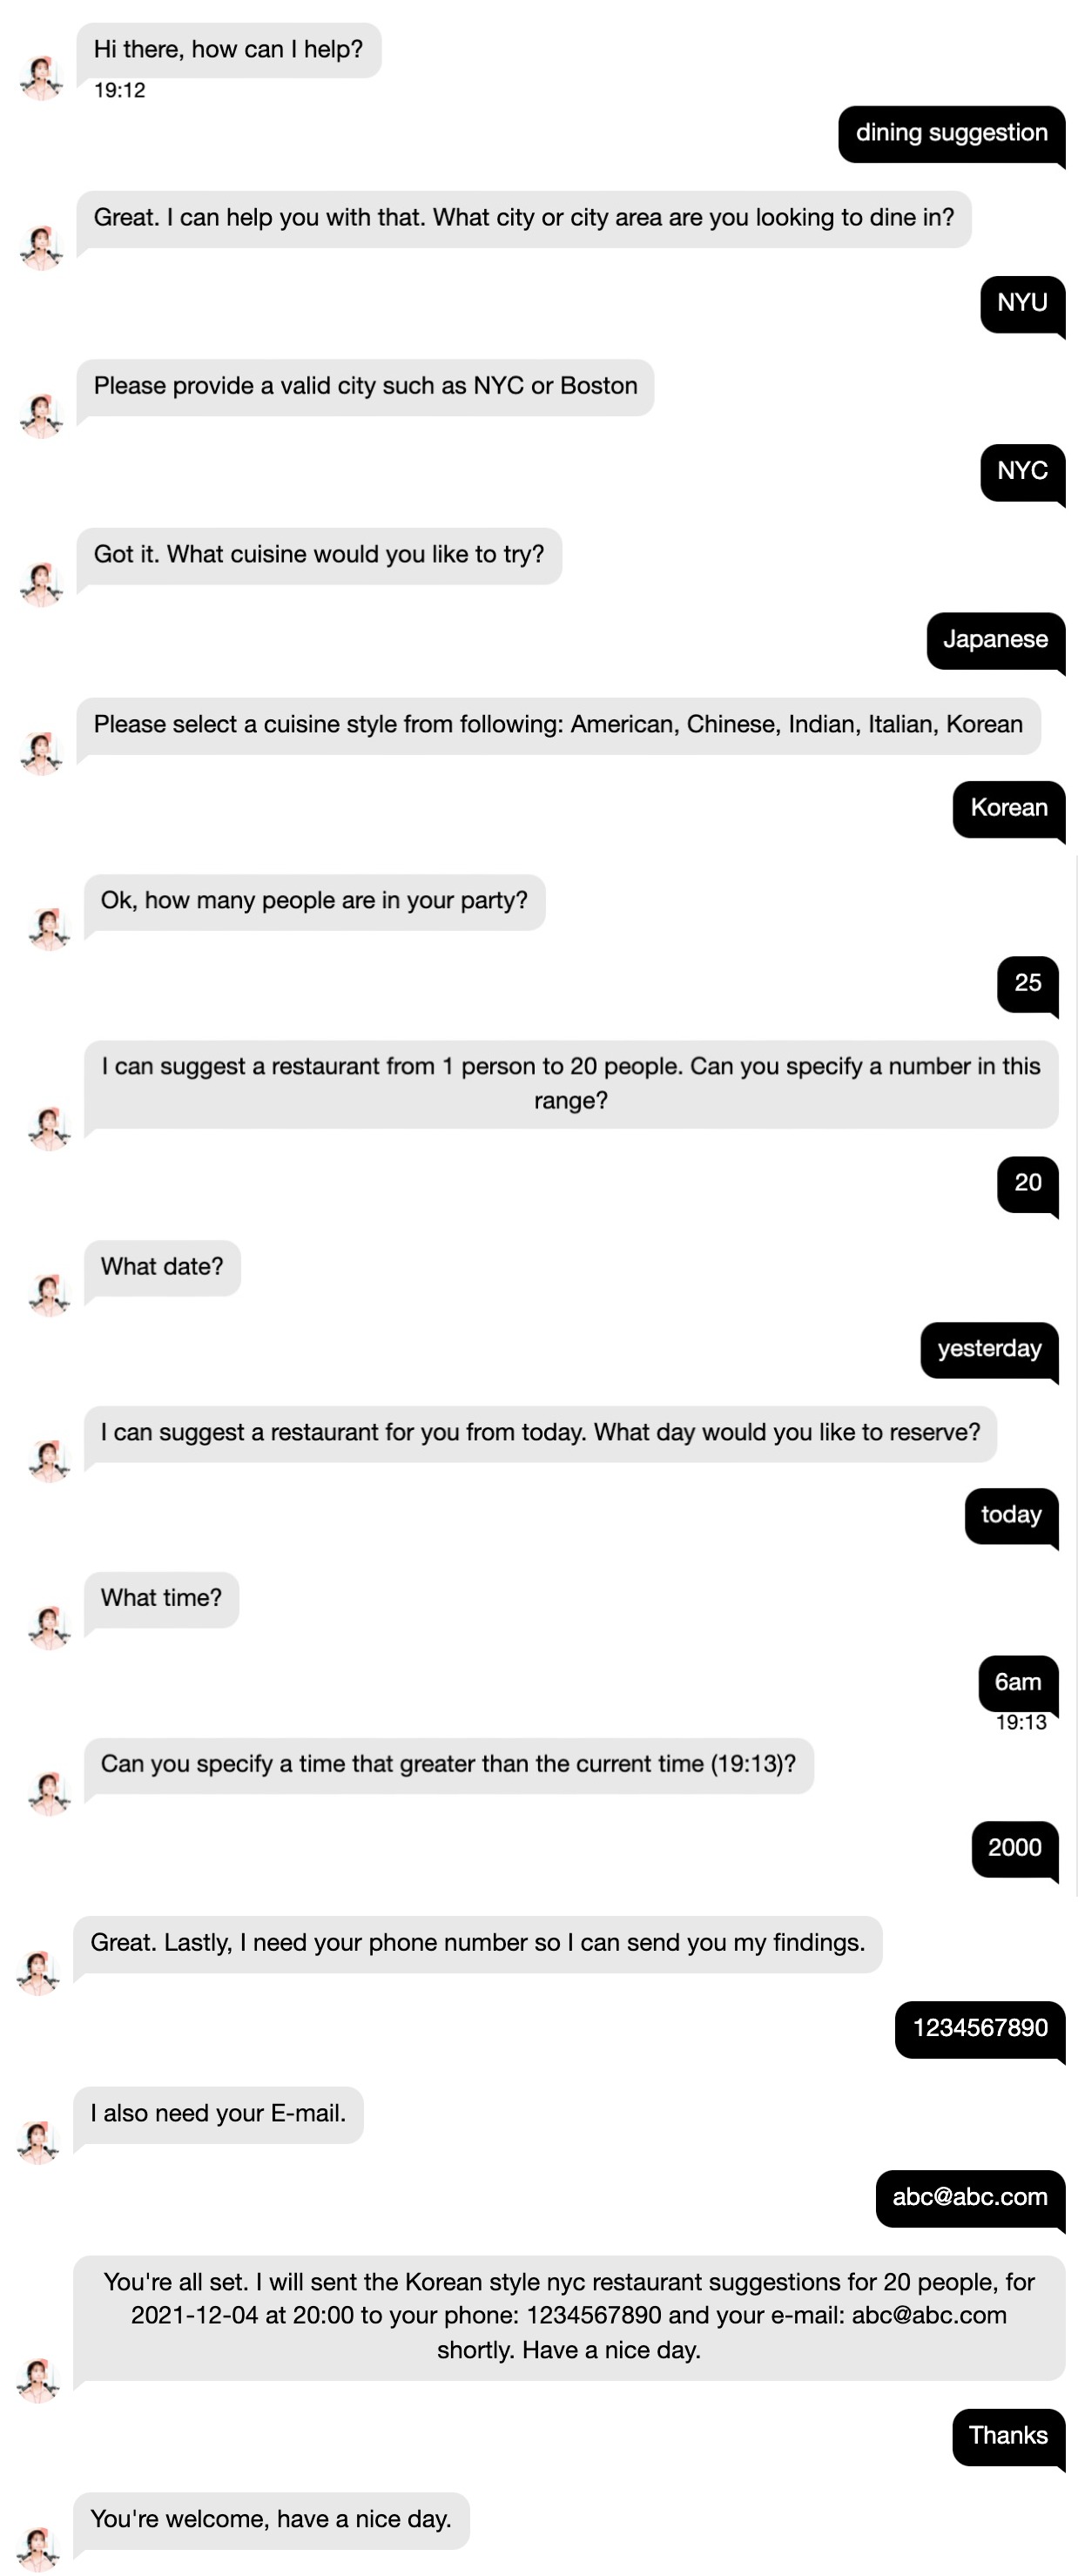 Hi there, how can I help?
19:12
dining suggestion
Great. I can help you with that. What city or city area are you looking to dine in?
NYU
Please provide a valid city such as NYC or Boston
NYC
Got it. What cuisine would you like to try?
Japanese
Please select a cuisine style from following: American, Chinese, Indian, Italian, Korean
Korean
Ok, how many people are in your party?
25
I can suggest a restaurant from 1 person to 20 people. Can you specify a number in this
range?
20
What date?
yesterday
I can suggest a restaurant for you from today. What day would you like to reserve?
today
What time?
6am
19:13
Can you specify a time that greater than the current time (19:13)?
2000
Great. Lastly, I need your phone number so I can send you my findings.
1234567890
I also need your E-mail.
abc@abc.com
You're all set. I will sent the Korean style nyc restaurant suggestions for 20 people, for
2021-12-04 at 20:00 to your phone: 1234567890 and your e-mail: abc@abc.com
shortly. Have a nice day.
Thanks
You're welcome, have a nice day.